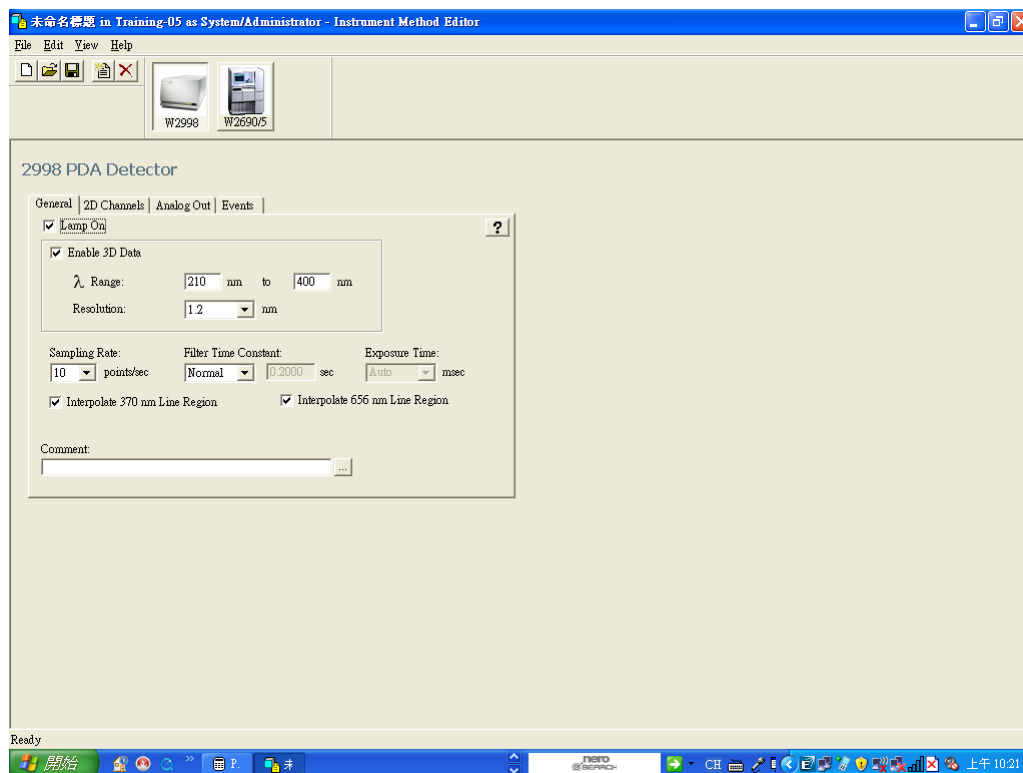 未命名標題 in Training-05 as System/Administrator - Instrument Method Editor
File Edit View Help
W2998 W2690/5
2998 PDA Detector
General 2D Channels Analog Out Events
Lamp On ?
Enable 3D Data
λ Range: 210 nm to 400 nm
Resolution: 1.2 nm
Sampling Rate: Filter Time Constant: Exposure Time:
10 points/sec Normal 0.2000 sec Auto msec
Interpolate 370 nm Line Region Interpolate 656 nm Line Region
Comment:
...
Ready
開始 P. 未 nero SEARCH CH 上午 10:21